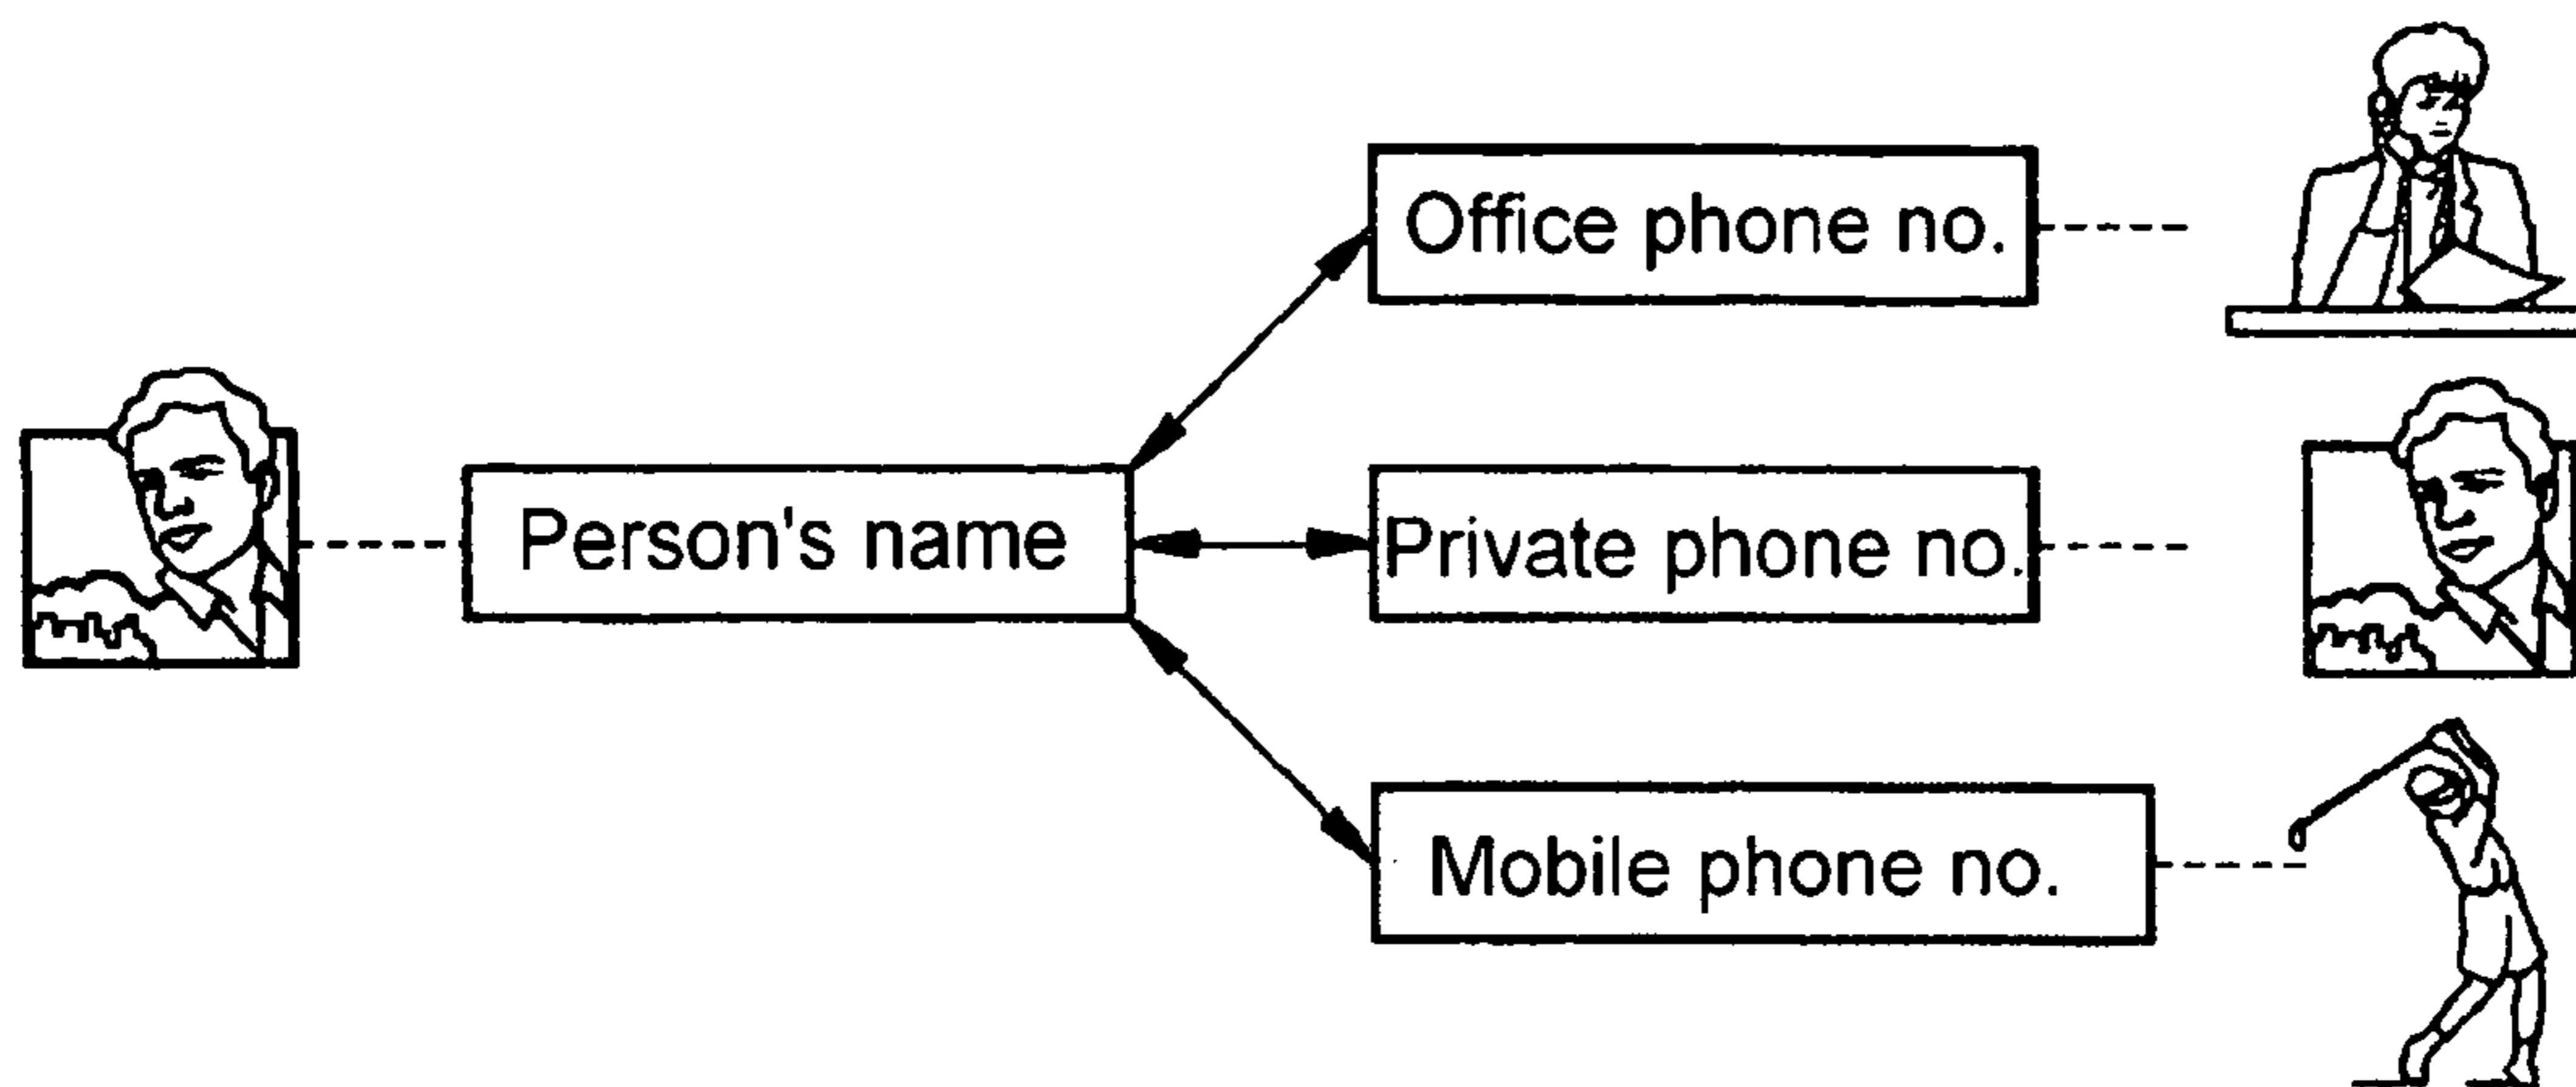 Office phone no.
Person's name
Private phone no.
Mobile phone no.